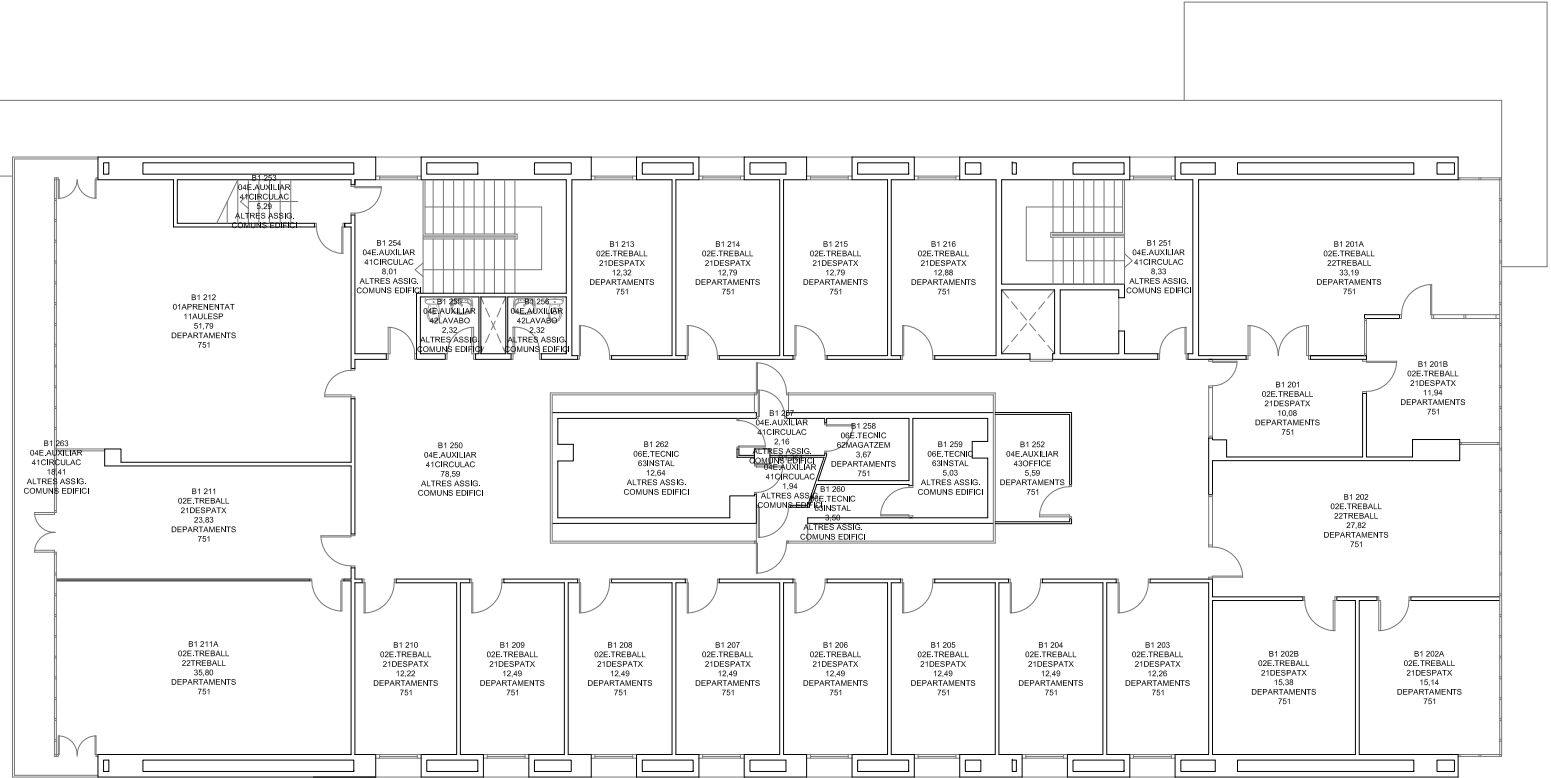 B1 253
04E.AUXILIAR
41CIRCULAC
5,29
ALTRES ASSIG.
COMUNS EDIFICI
B1 254
04E.AUXILIAR
41CIRCULAC
8,01
ALTRES ASSIG.
COMUNS EDIFICI
B1 213
02E.TREBALL
21DESPATX
12,32
DEPARTAMENTS
751
B1 214
02E.TREBALL
21DESPATX
12,79
DEPARTAMENTS
751
B1 215
02E.TREBALL
21DESPATX
12,79
DEPARTAMENTS
751
B1 216
02E.TREBALL
21DESPATX
12,88
DEPARTAMENTS
751
B1 251
04E.AUXILIAR
41CIRCULAC
8,33
ALTRES ASSIG.
COMUNS EDIFICI
B1 201A
02E.TREBALL
22TREBALL
33,19
DEPARTAMENTS
751
B1 212
01APRENENTAT
11AULESP
51,79
DEPARTAMENTS
751
04E.AUXILIAR
42LAVABO
2,32
ALTRES ASSIG.
COMUNS EDIFICI
B1 256
04E.AUXILIAR
42LAVABO
2,32
ALTRES ASSIG.
COMUNS EDIFICI
B1 201
02E.TREBALL
21DESPATX
10,08
DEPARTAMENTS
751
B1 201B
02E.TREBALL
21DESPATX
11,94
DEPARTAMENTS
751
B1 263
04E.AUXILIAR
41CIRCULAC
18,41
ALTRES ASSIG.
COMUNS EDIFICI
B1 250
04E.AUXILIAR
41CIRCULAC
78,59
ALTRES ASSIG.
COMUNS EDIFICI
B1 262
06E.TECNIC
63INSTAL
12,64
ALTRES ASSIG.
COMUNS EDIFICI
B1 257
04E.AUXILIAR
41CIRCULAC
2,16
ALTRES ASSIG.
COMUNS EDIFICI
04E.AUXILIAR
41CIRCULAC
1,94
ALTRES ASSIG.
COMUNS EDIFICI
B1 258
06E.TECNIC
62MAGATZEM
3,67
DEPARTAMENTS
751
B1 259
06E.TECNIC
63INSTAL
5,03
ALTRES ASSIG.
COMUNS EDIFICI
B1 260
06E.TECNIC
63INSTAL
ALTRES ASSIG.
COMUNS EDIFICI
B1 252
04E.AUXILIAR
43OFFICE
5,59
DEPARTAMENTS
751
B1 211
02E.TREBALL
21DESPATX
23,83
DEPARTAMENTS
751
B1 202
02E.TREBALL
22TREBALL
27,82
DEPARTAMENTS
751
B1 211A
02E.TREBALL
22TREBALL
35,80
DEPARTAMENTS
751
B1 210
02E.TREBALL
21DESPATX
12,22
DEPARTAMENTS
751
B1 209
02E.TREBALL
21DESPATX
12,49
DEPARTAMENTS
751
B1 208
02E.TREBALL
21DESPATX
12,49
DEPARTAMENTS
751
B1 207
02E.TREBALL
21DESPATX
12,49
DEPARTAMENTS
751
B1 206
02E.TREBALL
21DESPATX
12,49
DEPARTAMENTS
751
B1 205
02E.TREBALL
21DESPATX
12,49
DEPARTAMENTS
751
B1 204
02E.TREBALL
21DESPATX
12,49
DEPARTAMENTS
751
B1 203
02E.TREBALL
21DESPATX
12,26
DEPARTAMENTS
751
B1 202B
02E.TREBALL
21DESPATX
15,38
DEPARTAMENTS
751
B1 202A
02E.TREBALL
21DESPATX
15,14
DEPARTAMENTS
751